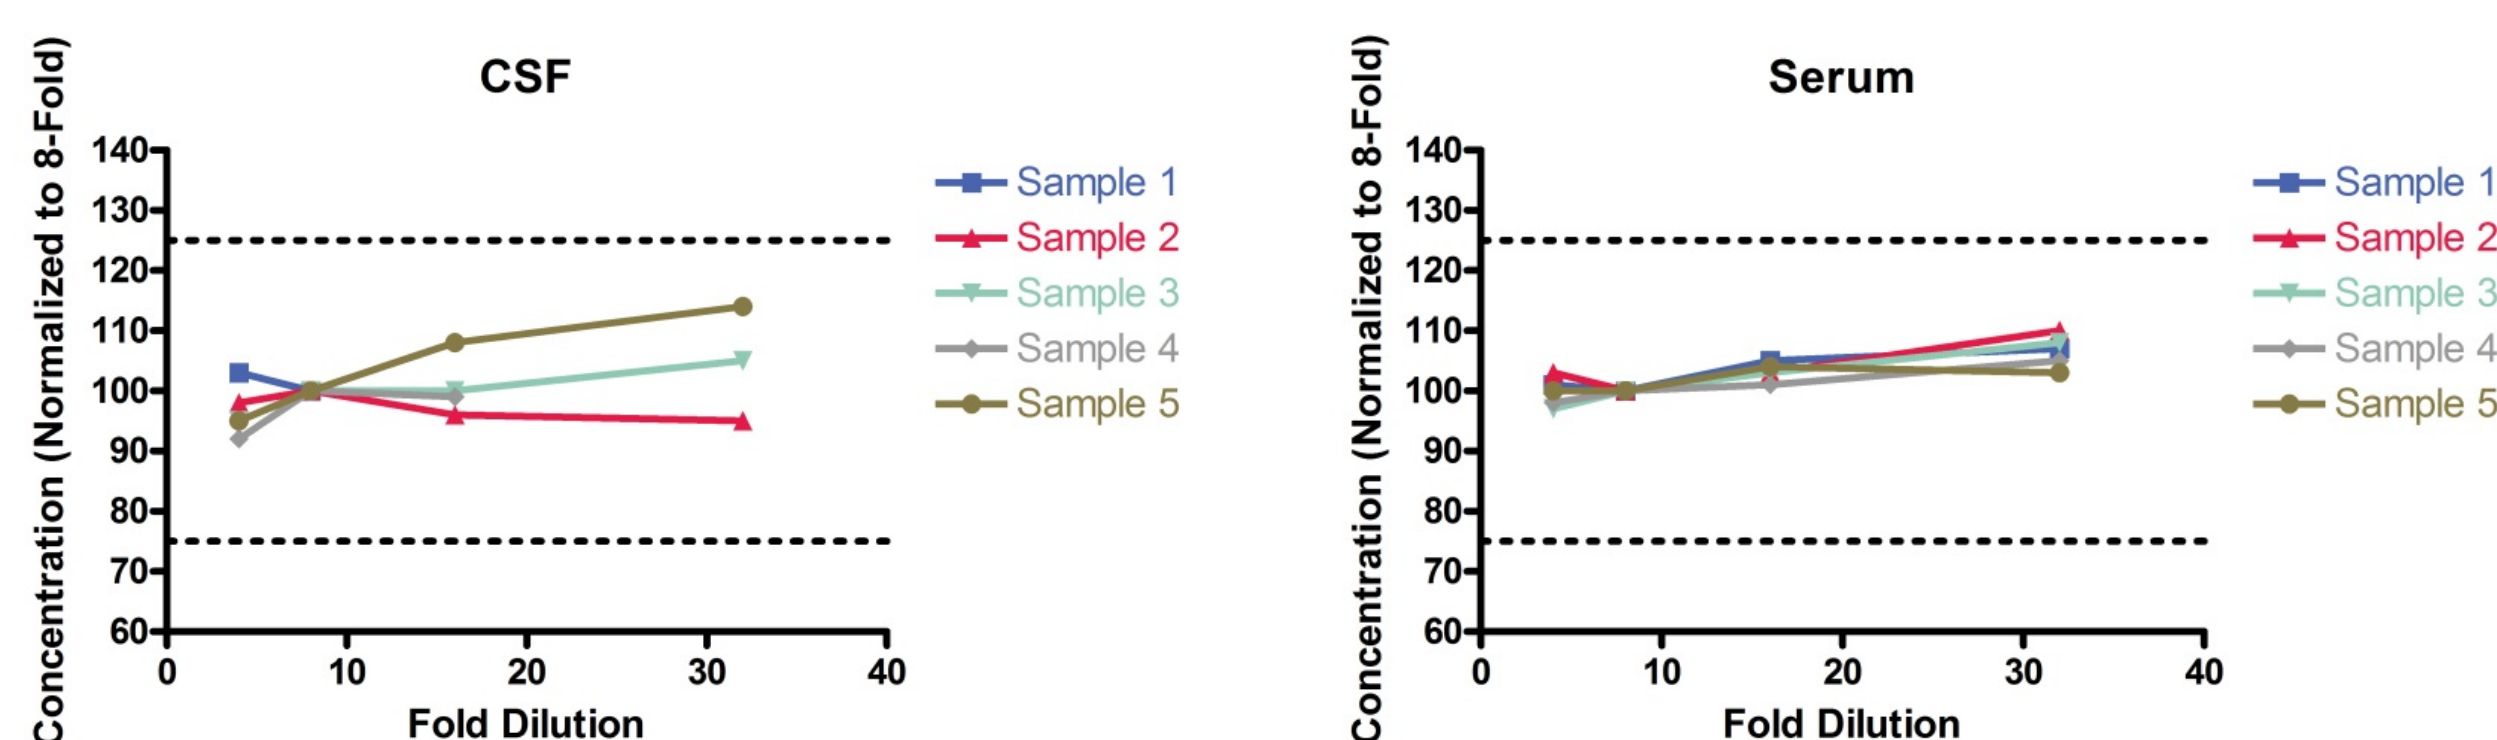 CSF
Concentration (Normalized to 8-Fold)
140
130
120
110
100
90
80
70
60
0
10
20
30
40
Fold Dilution
Sample 1
Sample 2
Sample 3
Sample 4
Sample 5
Serum
Concentration (Normalized to 8-Fold)
140
130
120
110
100
90
80
70
60
0
10
20
30
40
Fold Dilution
Sample 1
Sample 2
Sample 3
Sample 4
Sample 5